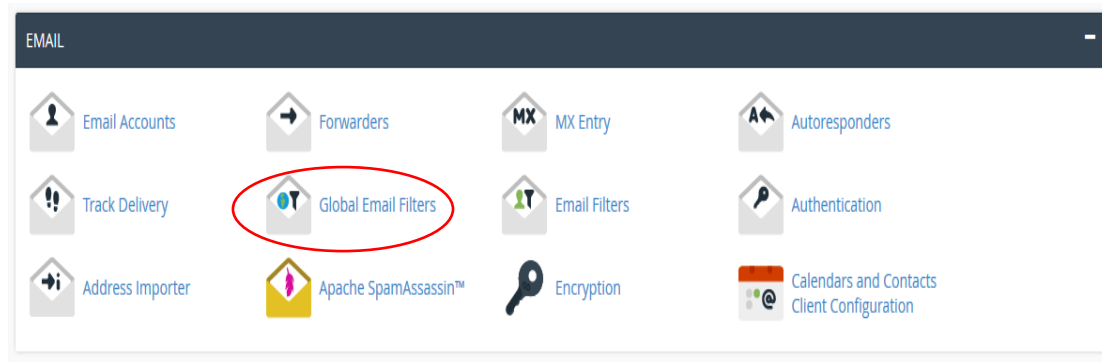 EMAIL
Email Accounts
Forwarders
MX
MX Entry
A
Autoresponders
Track Delivery
Global Email Filters
Email Filters
Authentication
Address Importer
Apache SpamAssassin™
Encryption
@
Calendars and Contacts
Client Configuration